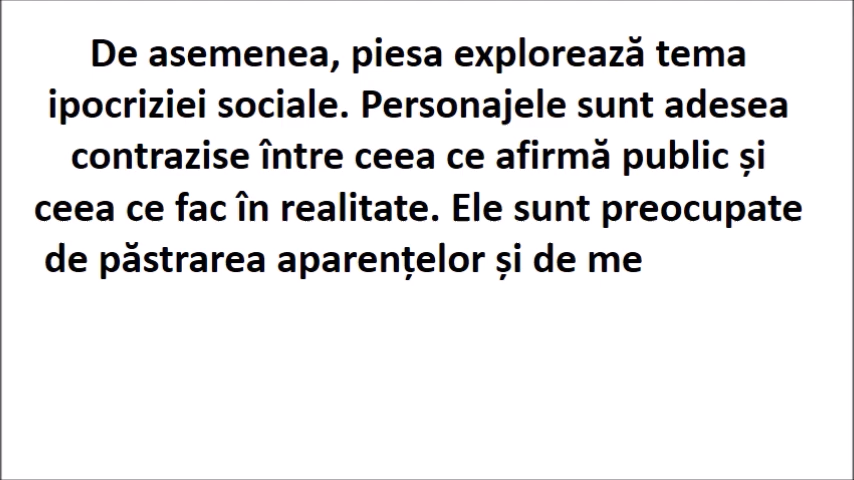 De asemenea, piesa explorează tema
ipocriziei sociale. Personajele sunt adesea
contrazise între ceea ce afirmă public și
ceea ce fac în realitate. Ele sunt preocupate
de păstrarea aparențelor și de me